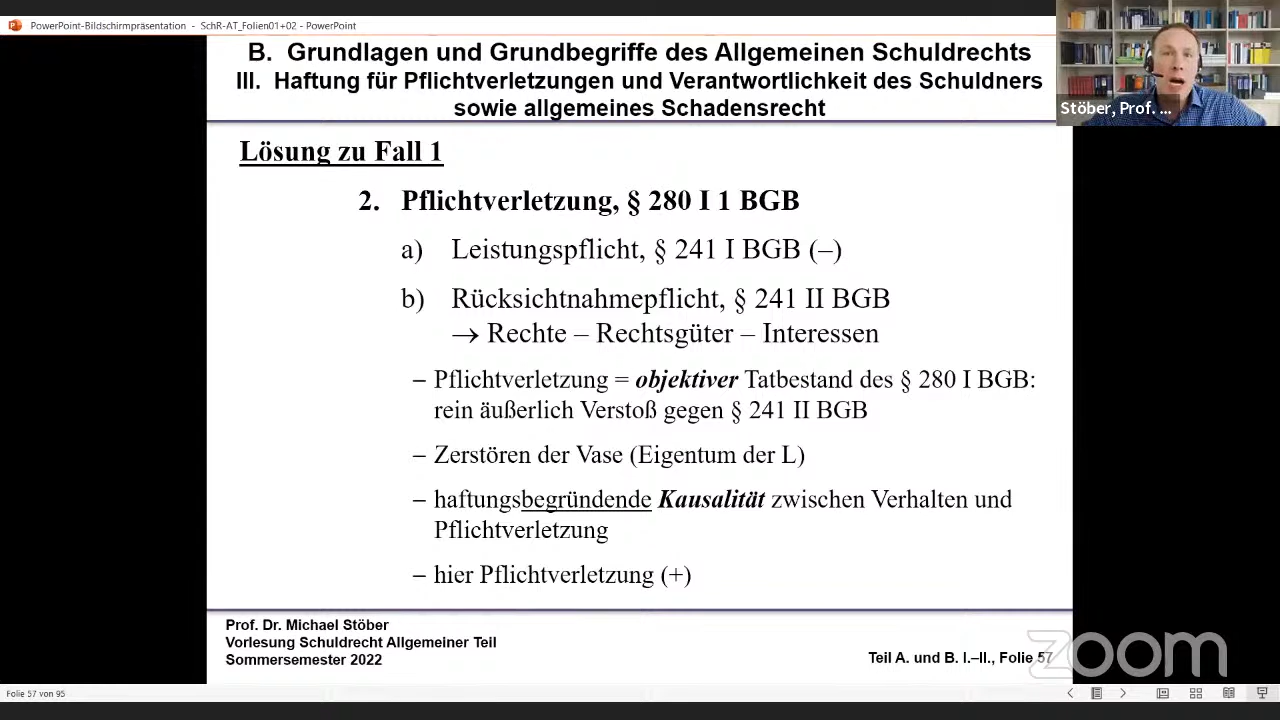 PowerPoint-Bildschirmpräsentation - SchR-AT_Folien01+02 - PowerPoint
B. Grundlagen und Grundbegriffe des Allgemeinen Schuldrechts
III. Haftung für Pflichtverletzungen und Verantwortlichkeit des Schuldners
sowie allgemeines Schadensrecht
Stöber, Prof. ...
Lösung zu Fall 1
2. Pflichtverletzung, § 280 I 1 BGB
a) Leistungspflicht, § 241 I BGB (–)
b) Rücksichtnahmepflicht, § 241 II BGB
→ Rechte – Rechtsgüter – Interessen
– Pflichtverletzung = objektiver Tatbestand des § 280 I BGB:
rein äußerlich Verstoß gegen § 241 II BGB
– Zerstören der Vase (Eigentum der L)
– haftungsbegründende Kausalität zwischen Verhalten und
Pflichtverletzung
– hier Pflichtverletzung (+)
Prof. Dr. Michael Stöber
Vorlesung Schuldrecht Allgemeiner Teil
Sommersemester 2022
Teil A. und B. I.–II., Folie 57
zoom
Folie 57 von 95